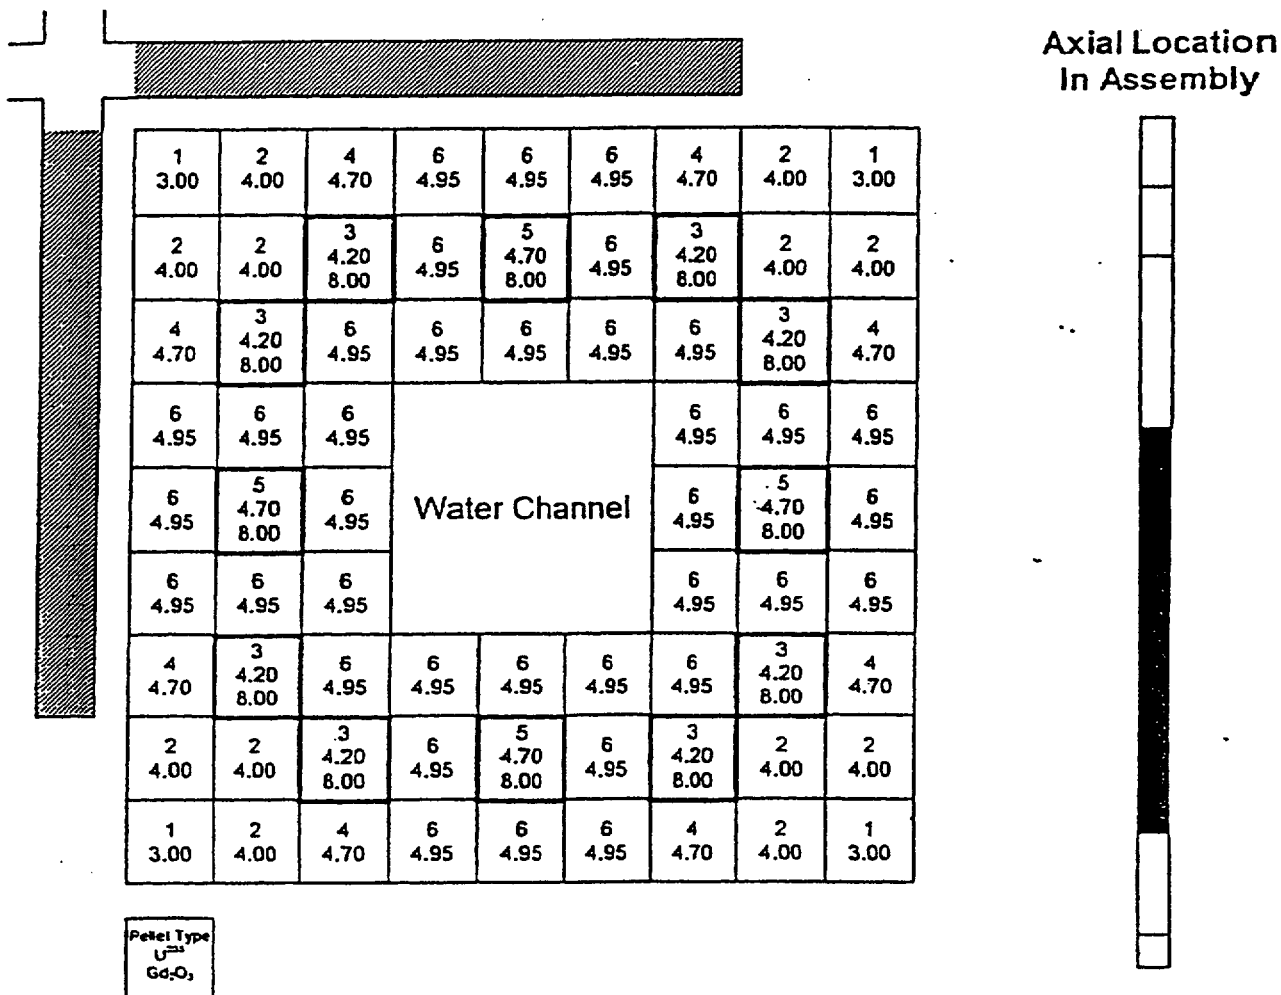 Axial Location
In Assembly
1 2 4 6 6 6 4 2 1
3.00 4.00 4.70 4.95 4.95 4.95 4.70 4.00 3.00
2 2 3 6 5 6 3 2 2
4.00 4.00 4.20 4.95 4.70 4.95 4.20 4.00 4.00
8.00 8.00 8.00
4 3 6 6 6 6 6 3 4
4.70 4.20 4.95 4.95 4.95 4.95 4.95 4.20 4.70
8.00 8.00
6 6 6 6 6 6
4.95 4.95 4.95 4.95 4.95 4.95
6 5 6 Water Channel 6 5 6
4.95 4.70 4.95 4.95 4.70 4.95
8.00 8.00
6 6 6 6 6 6
4.95 4.95 4.95 4.95 4.95 4.95
4 3 6 6 6 6 6 3 4
4.70 4.20 4.95 4.95 4.95 4.95 4.95 4.20 4.70
8.00 8.00
2 2 3 6 5 6 3 2 2
4.00 4.00 4.20 4.95 4.70 4.95 4.20 4.00 4.00
8.00 8.00 8.00
1 2 4 6 6 6 4 2 1
3.00 4.00 4.70 4.95 4.95 4.95 4.70 4.00 3.00
Pellet Type
U
Gd₂O₃